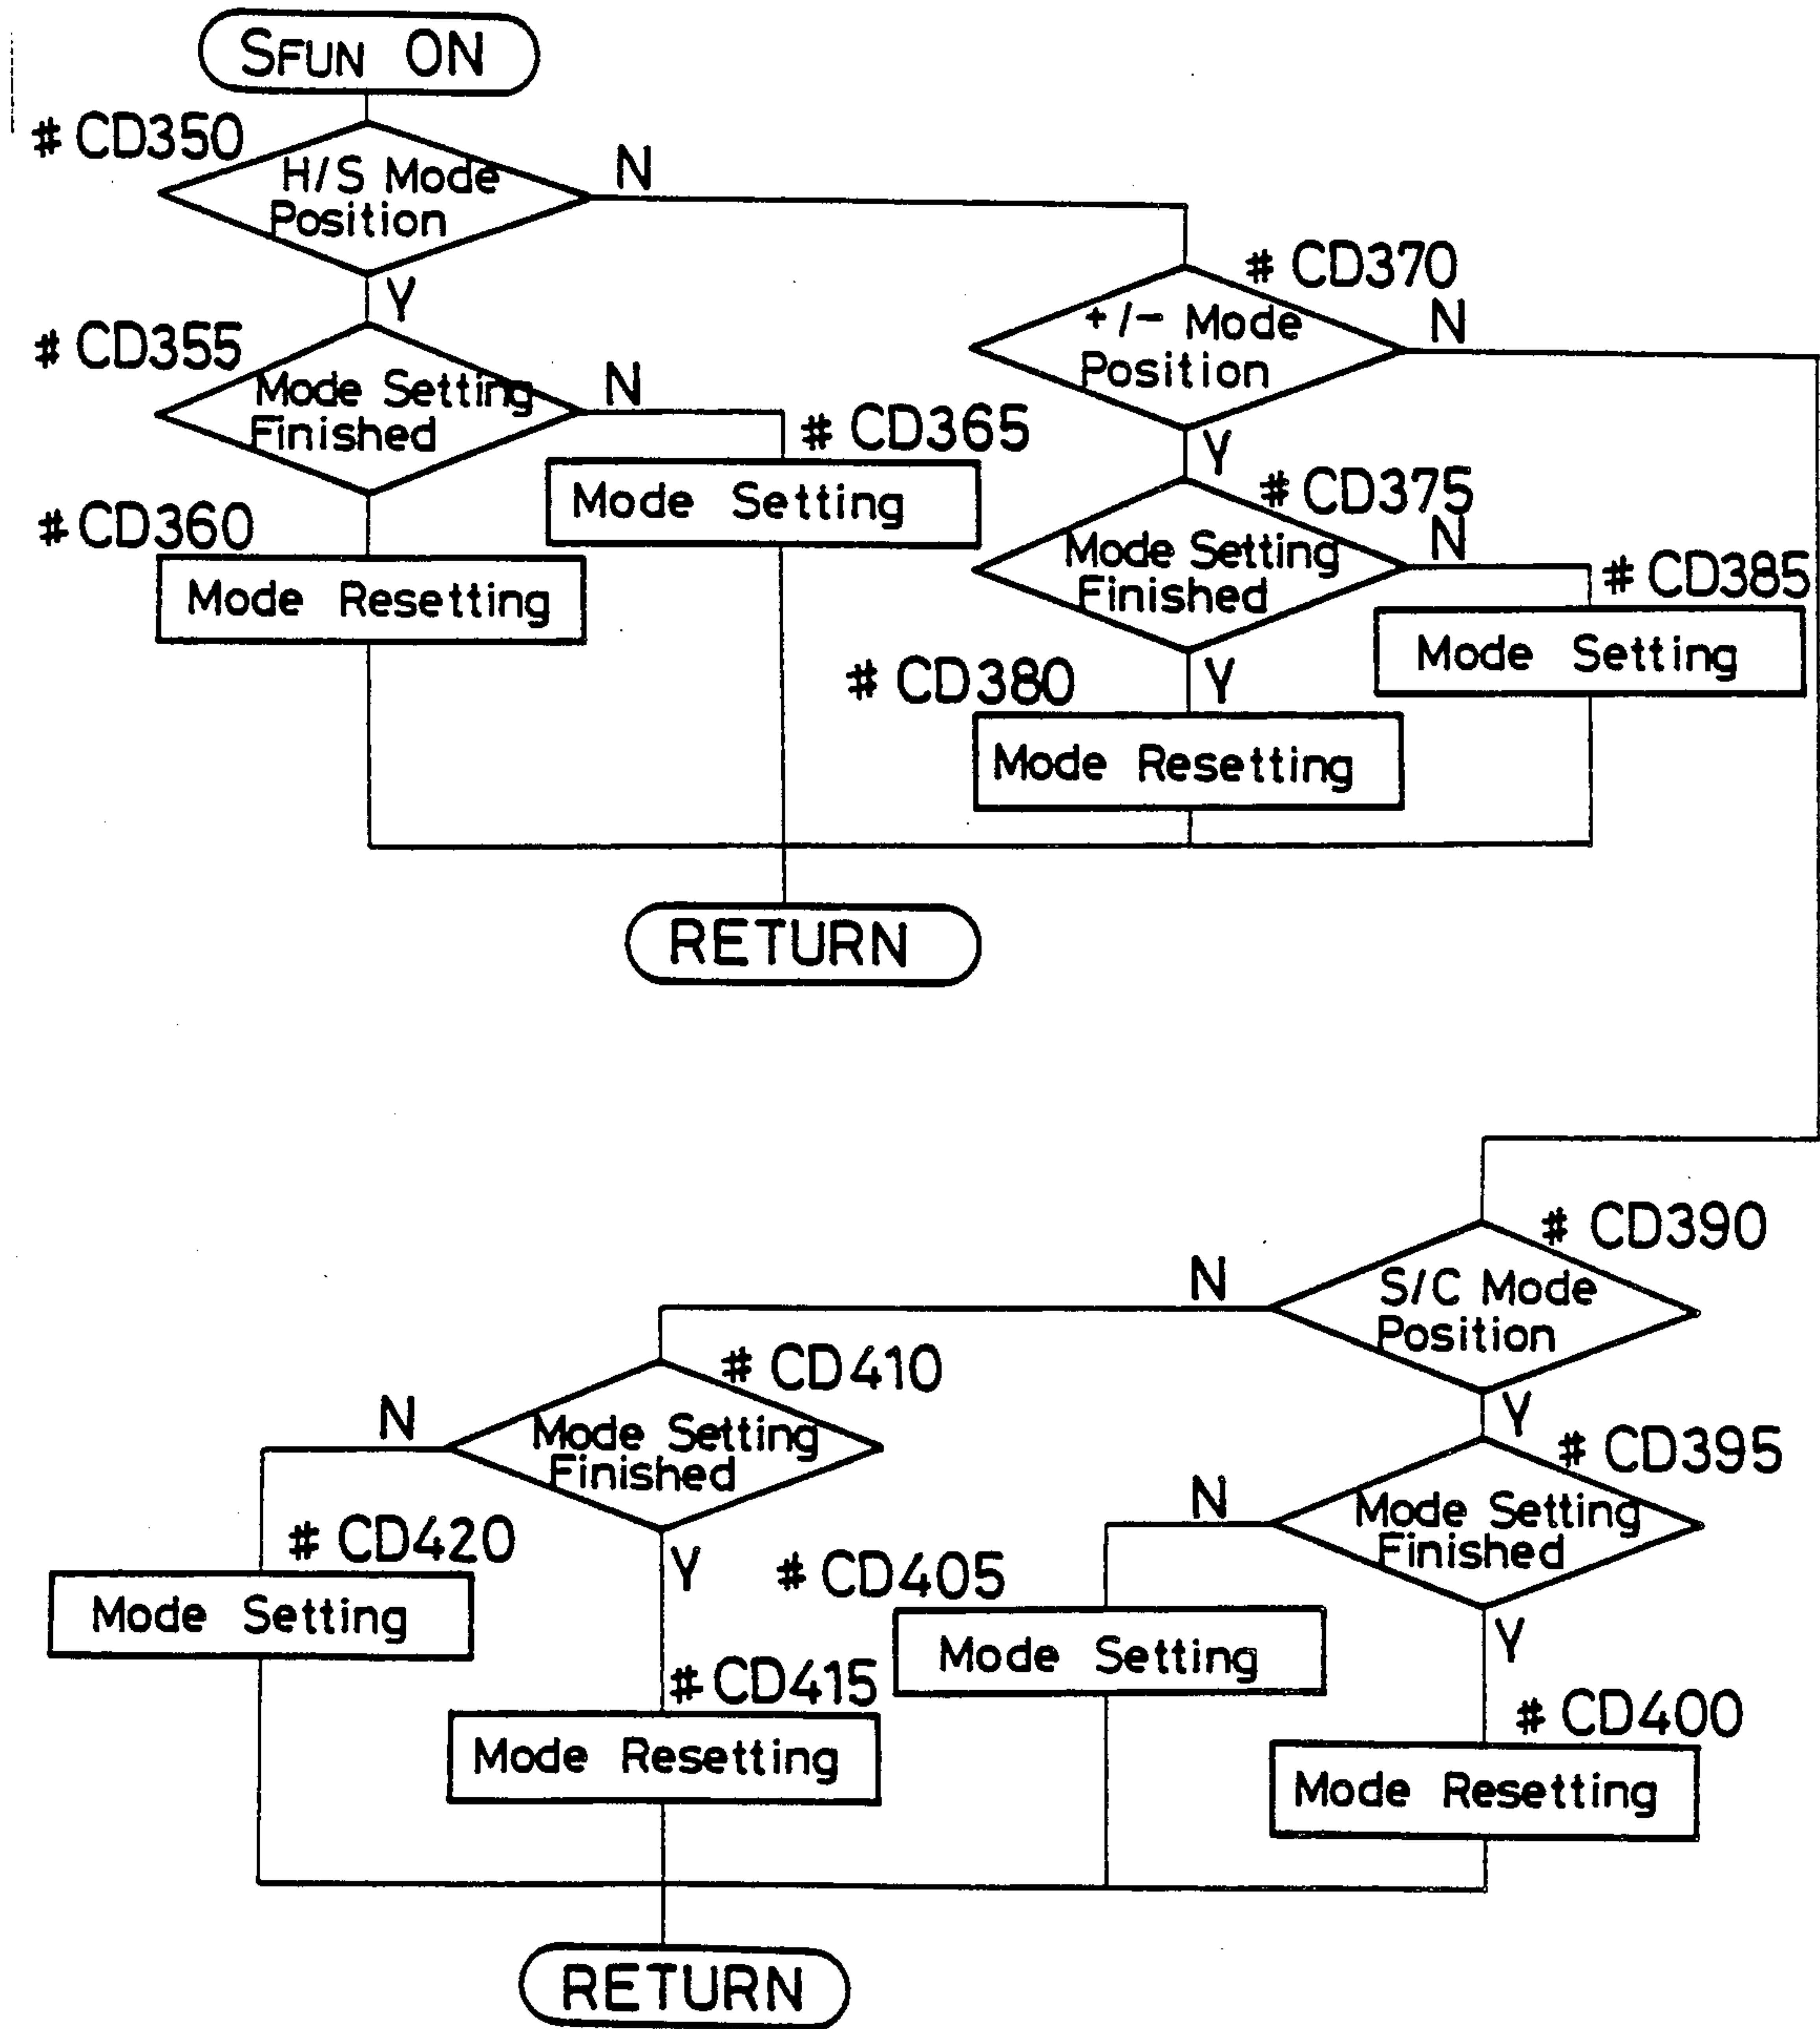 SFUN ON
# CD350
H/S Mode
Position
N
Y
# CD355
Mode Setting
Finished
N
# CD365
Mode Setting
# CD360
Mode Resetting
# CD370
+/- Mode
Position
N
Y
# CD375
Mode Setting
Finished
N
# CD385
Mode Setting
# CD380
Y
Mode Resetting
RETURN
# CD390
S/C Mode
Position
N
Y
# CD410
Mode Setting
Finished
N
# CD420
Mode Setting
Y
# CD415
Mode Resetting
# CD395
Mode Setting
Finished
N
# CD405
Mode Setting
Y
# CD400
Mode Resetting
RETURN